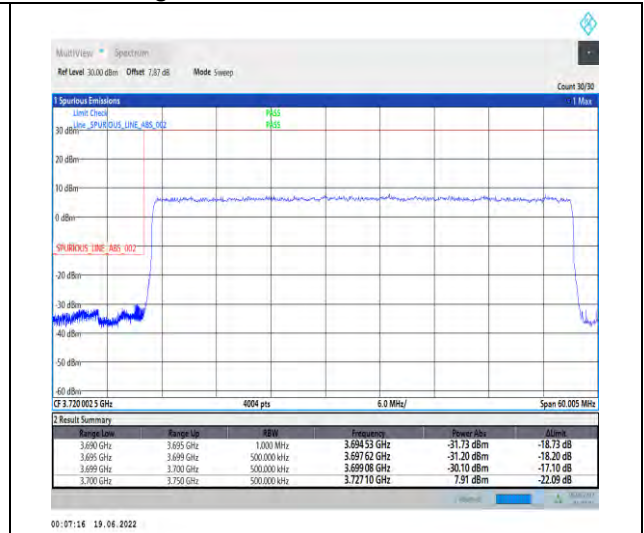 MultiView Spectrum
Ref Level 30.00 dBm Offset 7.87 dB Mode Sweep
Count 30/30
1 Spurious Emissions 1 Max
Limit Check PASS
Line _SPURIOUS_LINE_ABS_002 PASS
30 dBm
20 dBm
10 dBm
0 dBm
SPURIOUS_LINE_ABS_002
-20 dBm
-30 dBm
-40 dBm
-50 dBm
-60 dBm
CF 3.720 002 5 GHz 4004 pts 6.0 MHz/ Span 60.005 MHz
2 Result Summary
Range Low Range Up RBW Frequency Power Abs ΔLimit
3.690 GHz 3.695 GHz 1.000 MHz 3.694 53 GHz -31.73 dBm -18.73 dB
3.695 GHz 3.699 GHz 500.000 kHz 3.697 62 GHz -31.20 dBm -18.20 dB
3.699 GHz 3.700 GHz 500.000 kHz 3.699 08 GHz -30.10 dBm -17.10 dB
3.700 GHz 3.750 GHz 500.000 kHz 3.727 10 GHz 7.91 dBm -22.09 dB
00:07:16 19.06.2022